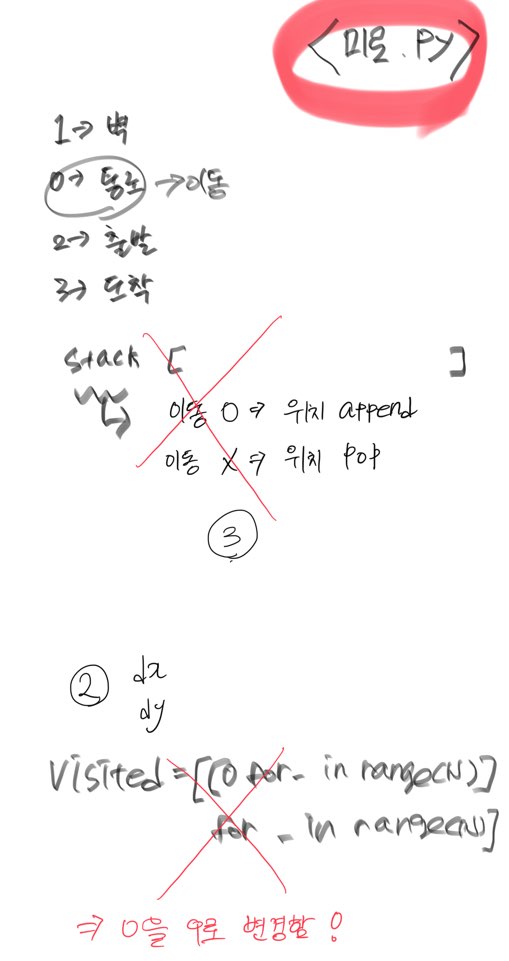 <미로.py>
1→ 벽
0→ 통로 →이동
2→ 출발
3→ 도착
stack [ ]
이동 O ⇒ 위치 append
이동 X ⇒ 위치 pop
③
② dx
dy
visited = [[0 for _ in range(N)]
for _ in range(N)]
⇒ 0을 9로 변경함!